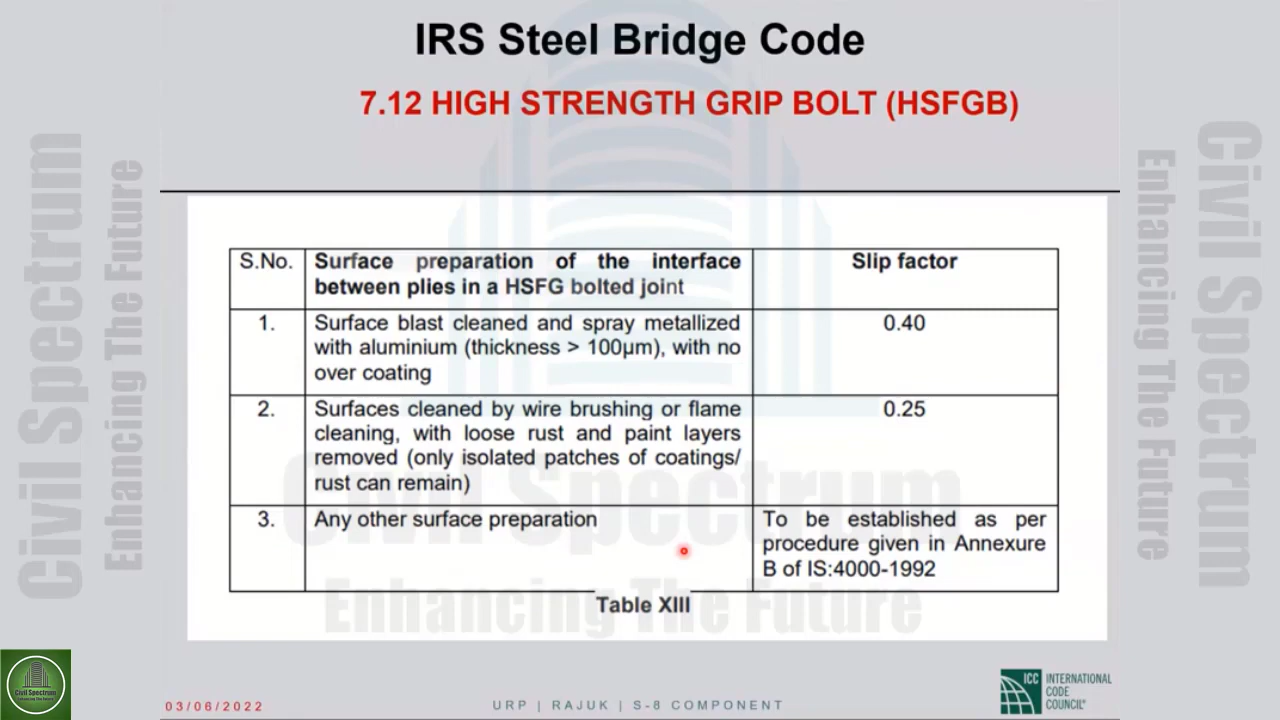 IRS Steel Bridge Code
7.12 HIGH STRENGTH GRIP BOLT (HSFGB)
S.No.
Surface preparation of the interface
between plies in a HSFG bolted joint
Slip factor
1.
Surface blast cleaned and spray metallized
with aluminium (thickness > 100µm), with no
over coating
0.40
2.
Surfaces cleaned by wire brushing or flame
cleaning, with loose rust and paint layers
removed (only isolated patches of coatings/
rust can remain)
0.25
3.
Any other surface preparation
To be established as per
procedure given in Annexure
B of IS:4000-1992
Table XIII
Civil Spectrum
Enhancing The Future
Civil Spectrum
Enhancing The Future
Enhancing The Future
Civil Spectrum
Civil Spectrum
Enhancing The Future
03/06/2022
URP | RAJUK | S-8 COMPONENT
ICC
INTERNATIONAL
CODE
COUNCIL®